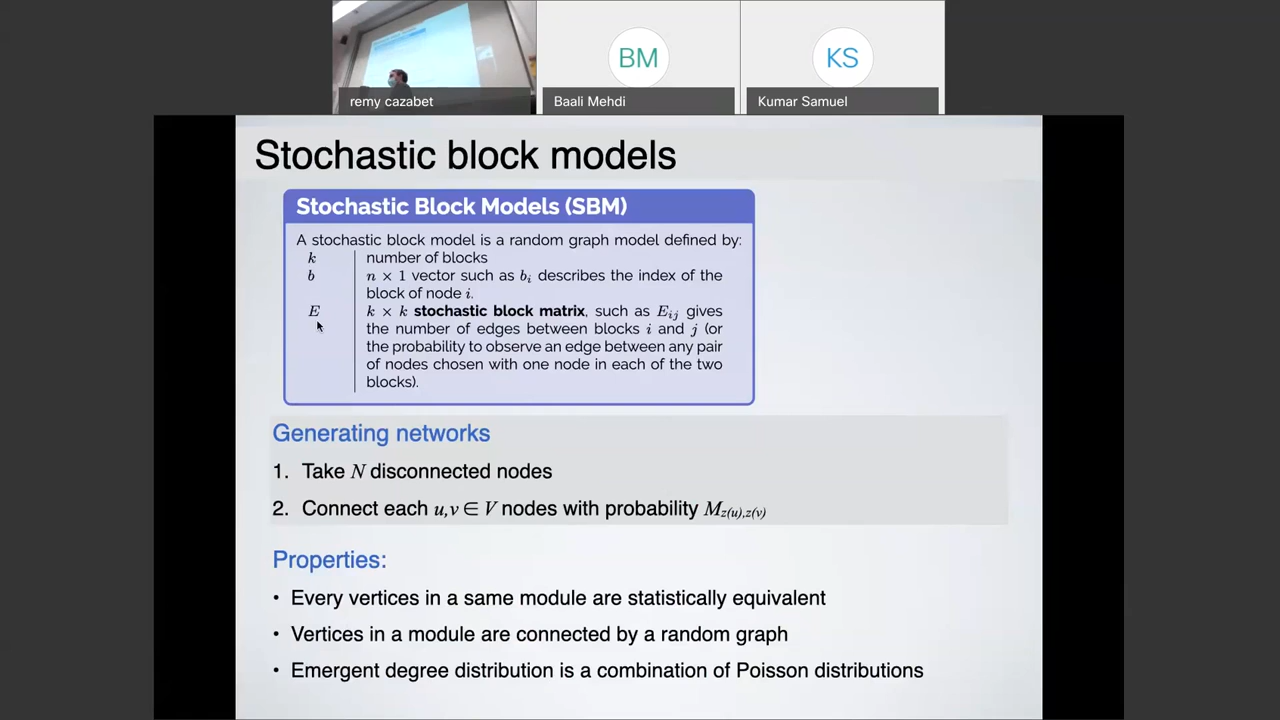 BM
KS
remy cazabet
Baali Mehdi
Kumar Samuel
Stochastic block models
Stochastic Block Models (SBM)
A stochastic block model is a random graph model defined by:
k number of blocks
b n × 1 vector such as b_i describes the index of the
block of node i.
E k × k stochastic block matrix, such as E_ij gives
the number of edges between blocks i and j (or
the probability to observe an edge between any pair
of nodes chosen with one node in each of the two
blocks).
Generating networks
1. Take N disconnected nodes
2. Connect each u,v ∈ V nodes with probability M_z(u),z(v)
Properties:
• Every vertices in a same module are statistically equivalent
• Vertices in a module are connected by a random graph
• Emergent degree distribution is a combination of Poisson distributions